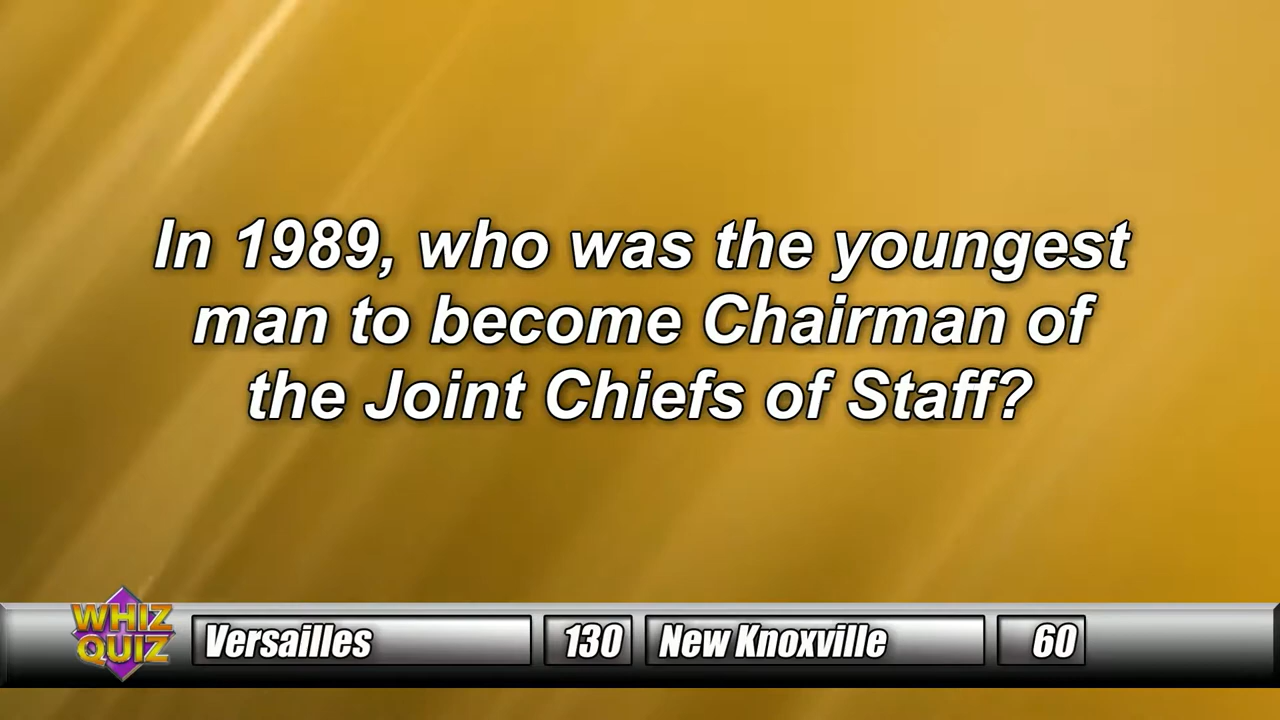 In 1989, who was the youngest
man to become Chairman of
the Joint Chiefs of Staff?
WHIZ
QUIZ
Versailles 130 New Knoxville 60